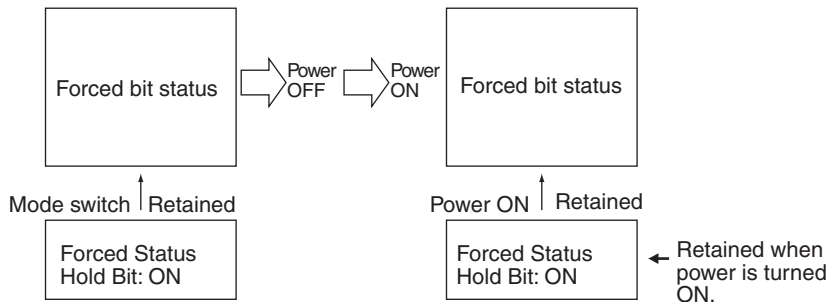 Forced bit status
Power
OFF
Power
ON
Forced bit status
Mode switch
Retained
Forced Status
Hold Bit: ON
Power ON
Retained
Forced Status
Hold Bit: ON
Retained when
power is turned
ON.